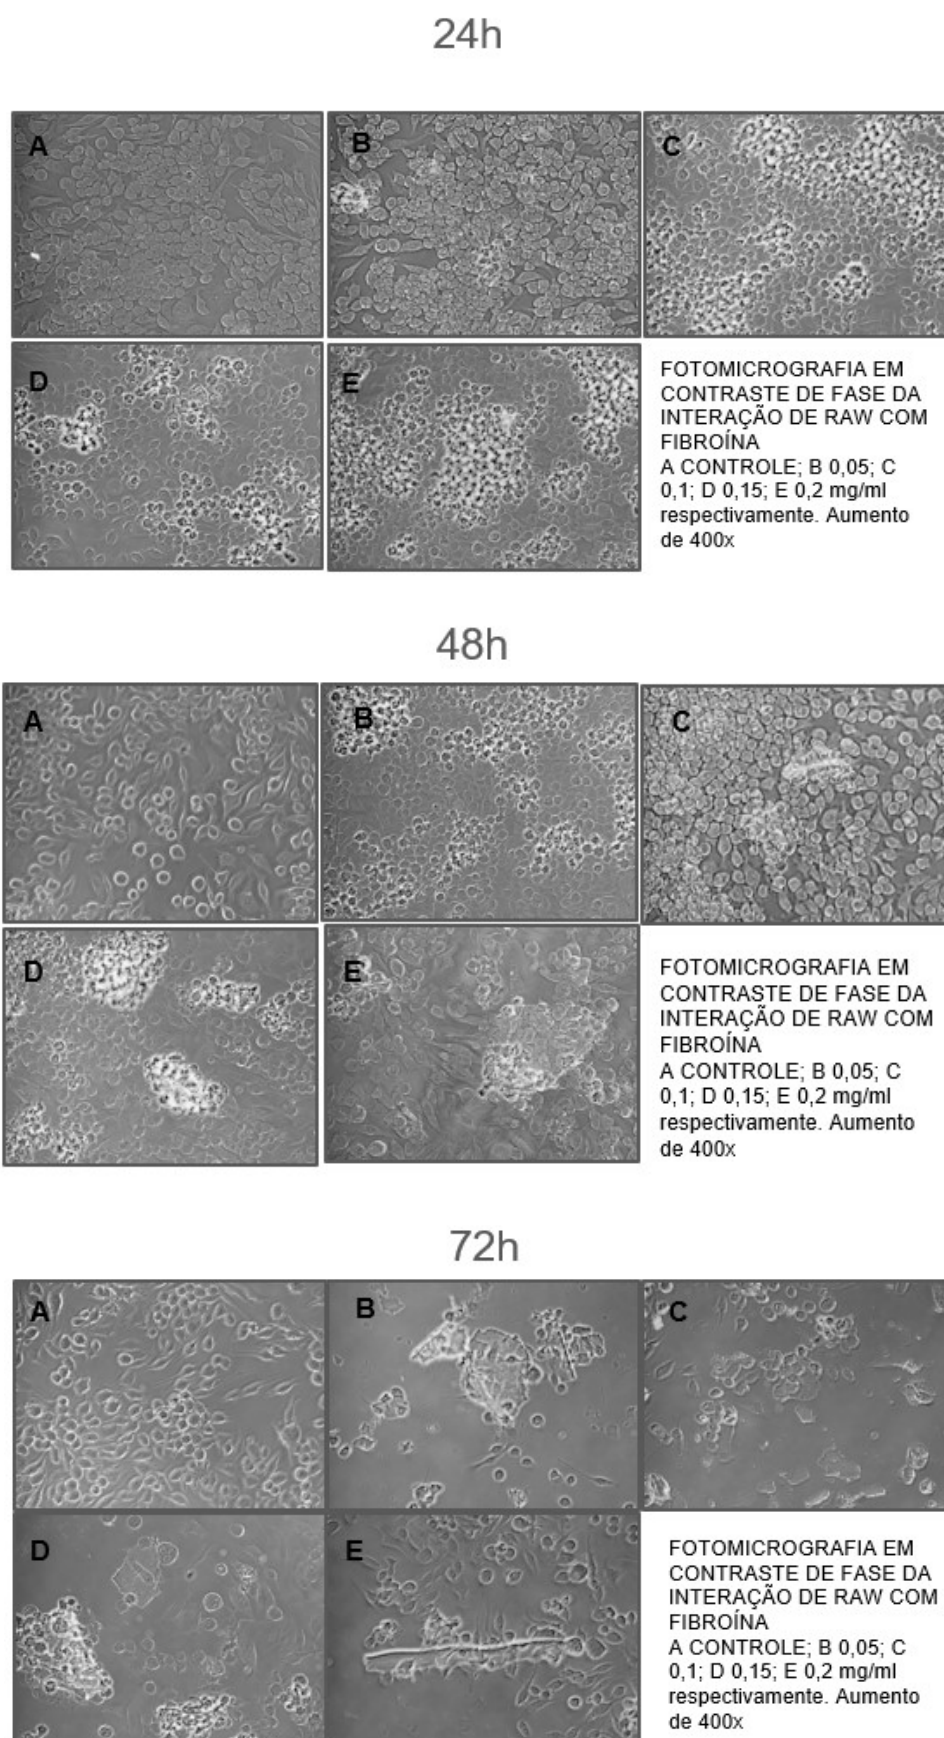 24h
A
B
C
D
E
FOTOMICROGRAFIA EM
CONTRASTE DE FASE DA
INTERAÇÃO DE RAW COM
FIBROÍNA
A CONTROLE; B 0,05; C
0,1; D 0,15; E 0,2 mg/ml
respectivamente. Aumento
de 400x
48h
A
B
C
D
E
FOTOMICROGRAFIA EM
CONTRASTE DE FASE DA
INTERAÇÃO DE RAW COM
FIBROÍNA
A CONTROLE; B 0,05; C
0,1; D 0,15; E 0,2 mg/ml
respectivamente. Aumento
de 400x
72h
A
B
C
D
E
FOTOMICROGRAFIA EM
CONTRASTE DE FASE DA
INTERAÇÃO DE RAW COM
FIBROÍNA
A CONTROLE; B 0,05; C
0,1; D 0,15; E 0,2 mg/ml
respectivamente. Aumento
de 400x